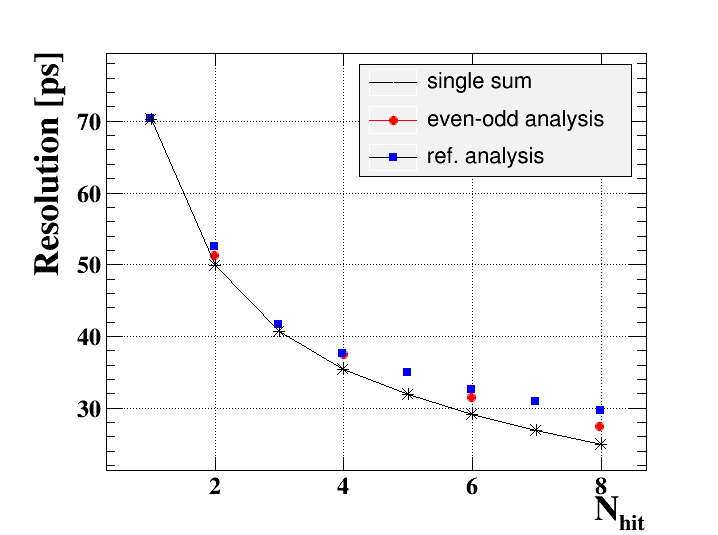 Resolution [ps]
single sum
even-odd analysis
ref. analysis
70
60
50
40
30
2 4 6 8
N_hit